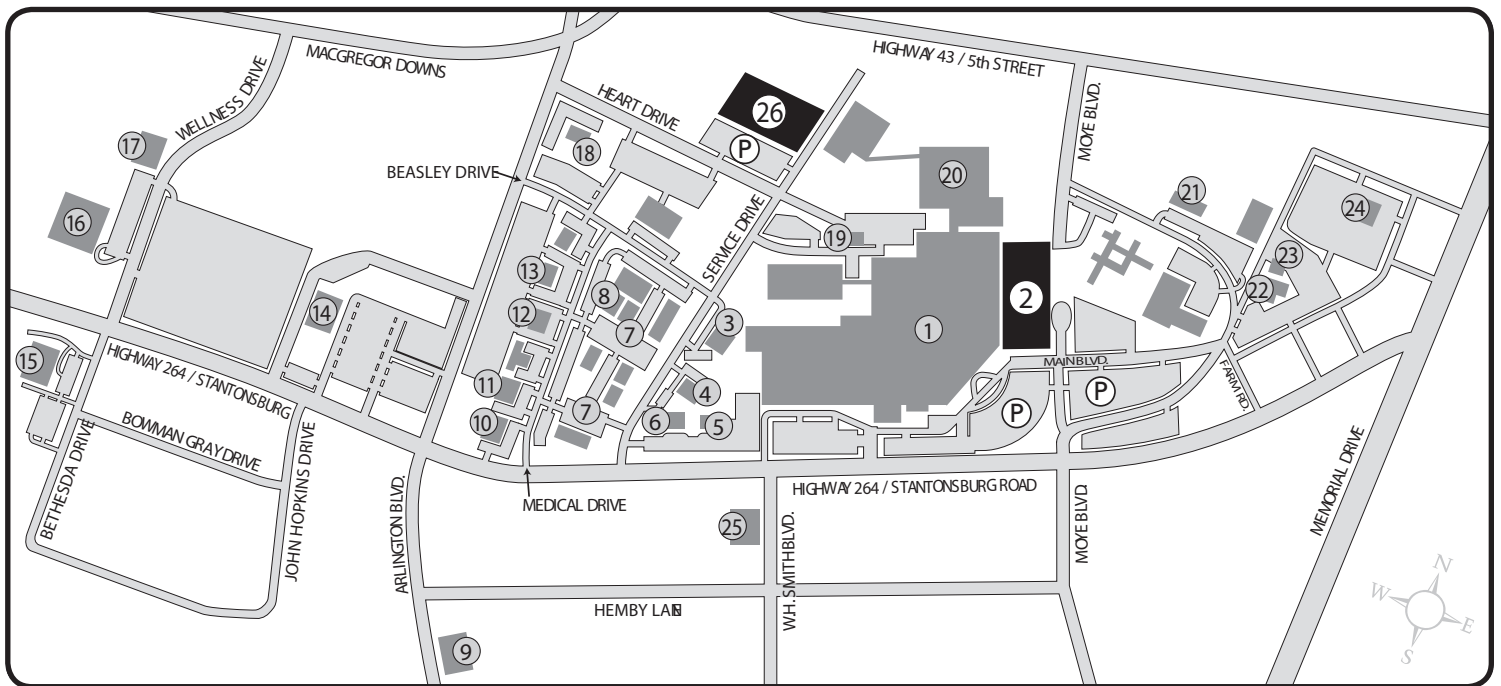 MACGREGOR DOWNS
HIGHWAY 43 / 5th STREET
WELLNESS DRIVE
HEART DRIVE
MOYE BLVD.
26
P
17
18
BEASLEY DRIVE
20
21
24
16
SERVICE DRIVE
19
23
22
13
8
2
14
12
7
3
1
15
MAIN BLVD.
HIGHWAY 264 / STANTONSBURG
11
4
P
P
FARM RD.
10
7
6
5
BOWMAN GRAY DRIVE
BETHESDA DRIVE
JOHN HOPKINS DRIVE
ARLINGTON BLVD.
MEDICAL DRIVE
HIGHWAY 264 / STANTONSBURG ROAD
MEMORIAL DRIVE
25
W.H. SMITH BLVD.
MOYE BLVD.
HEMBY LANE
9
N
W
E
S